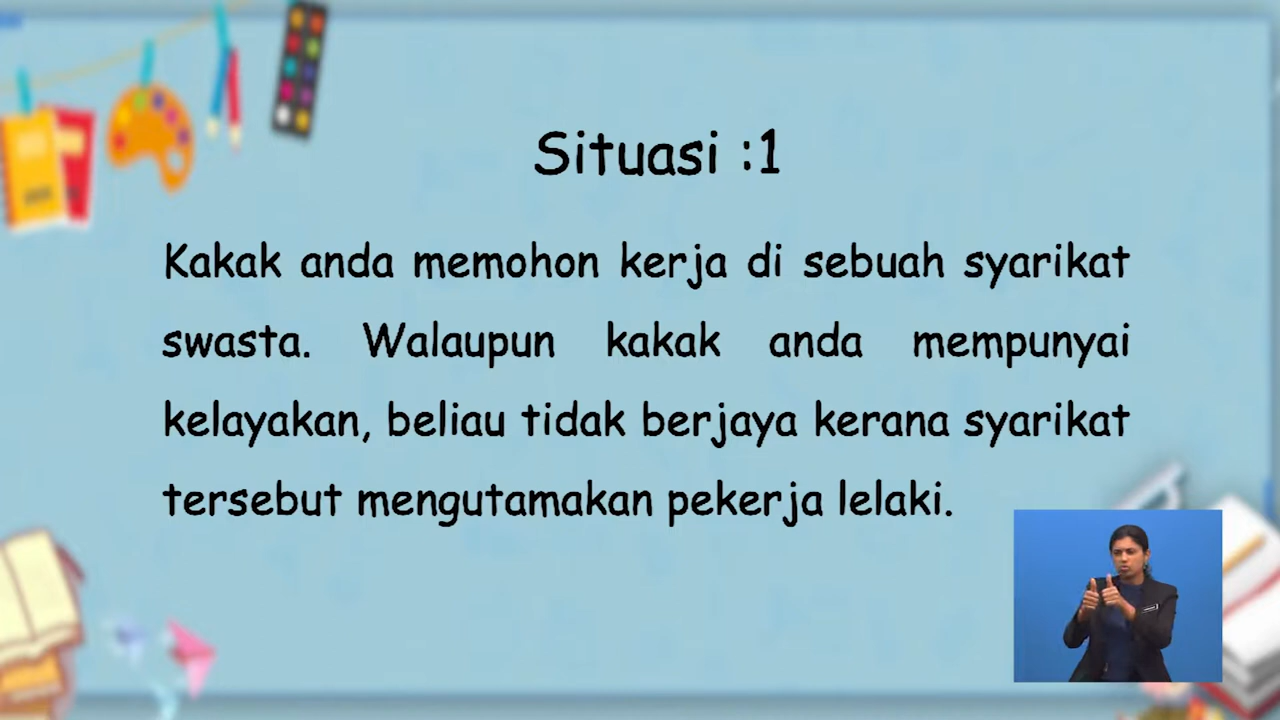 Situasi :1
Kakak anda memohon kerja di sebuah syarikat
swasta. Walaupun kakak anda mempunyai
kelayakan, beliau tidak berjaya kerana syarikat
tersebut mengutamakan pekerja lelaki.